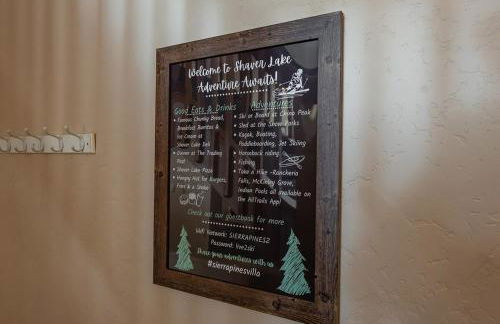 Welcome to Shaver Lake
Adventure Awaits!
Good Eats & Drinks
• Famous Chunky Bread,
Breakfast Burritos &
Ice Cream at
Shaver Lake Deli
• Dinner at The Trading
Post
• Shaver Lake Pizza
• Hungry Hut for Burgers,
Fries & a Shake
Adventures
• Ski or Board at China Peak
• Sled at the Snow Parks
• Kayak, Boating,
Paddleboarding, Jet Skiing
• Horseback riding
• Fishing
• Take a Hike -Rancheria
Falls, McKinley Grove,
Indian Pools all available on
the AllTrails App!
Check out our guestbook for more
Wifi Network: SIERRAPINES2
Password: live2ski
Share your adventures with us
#sierrapinesvilla